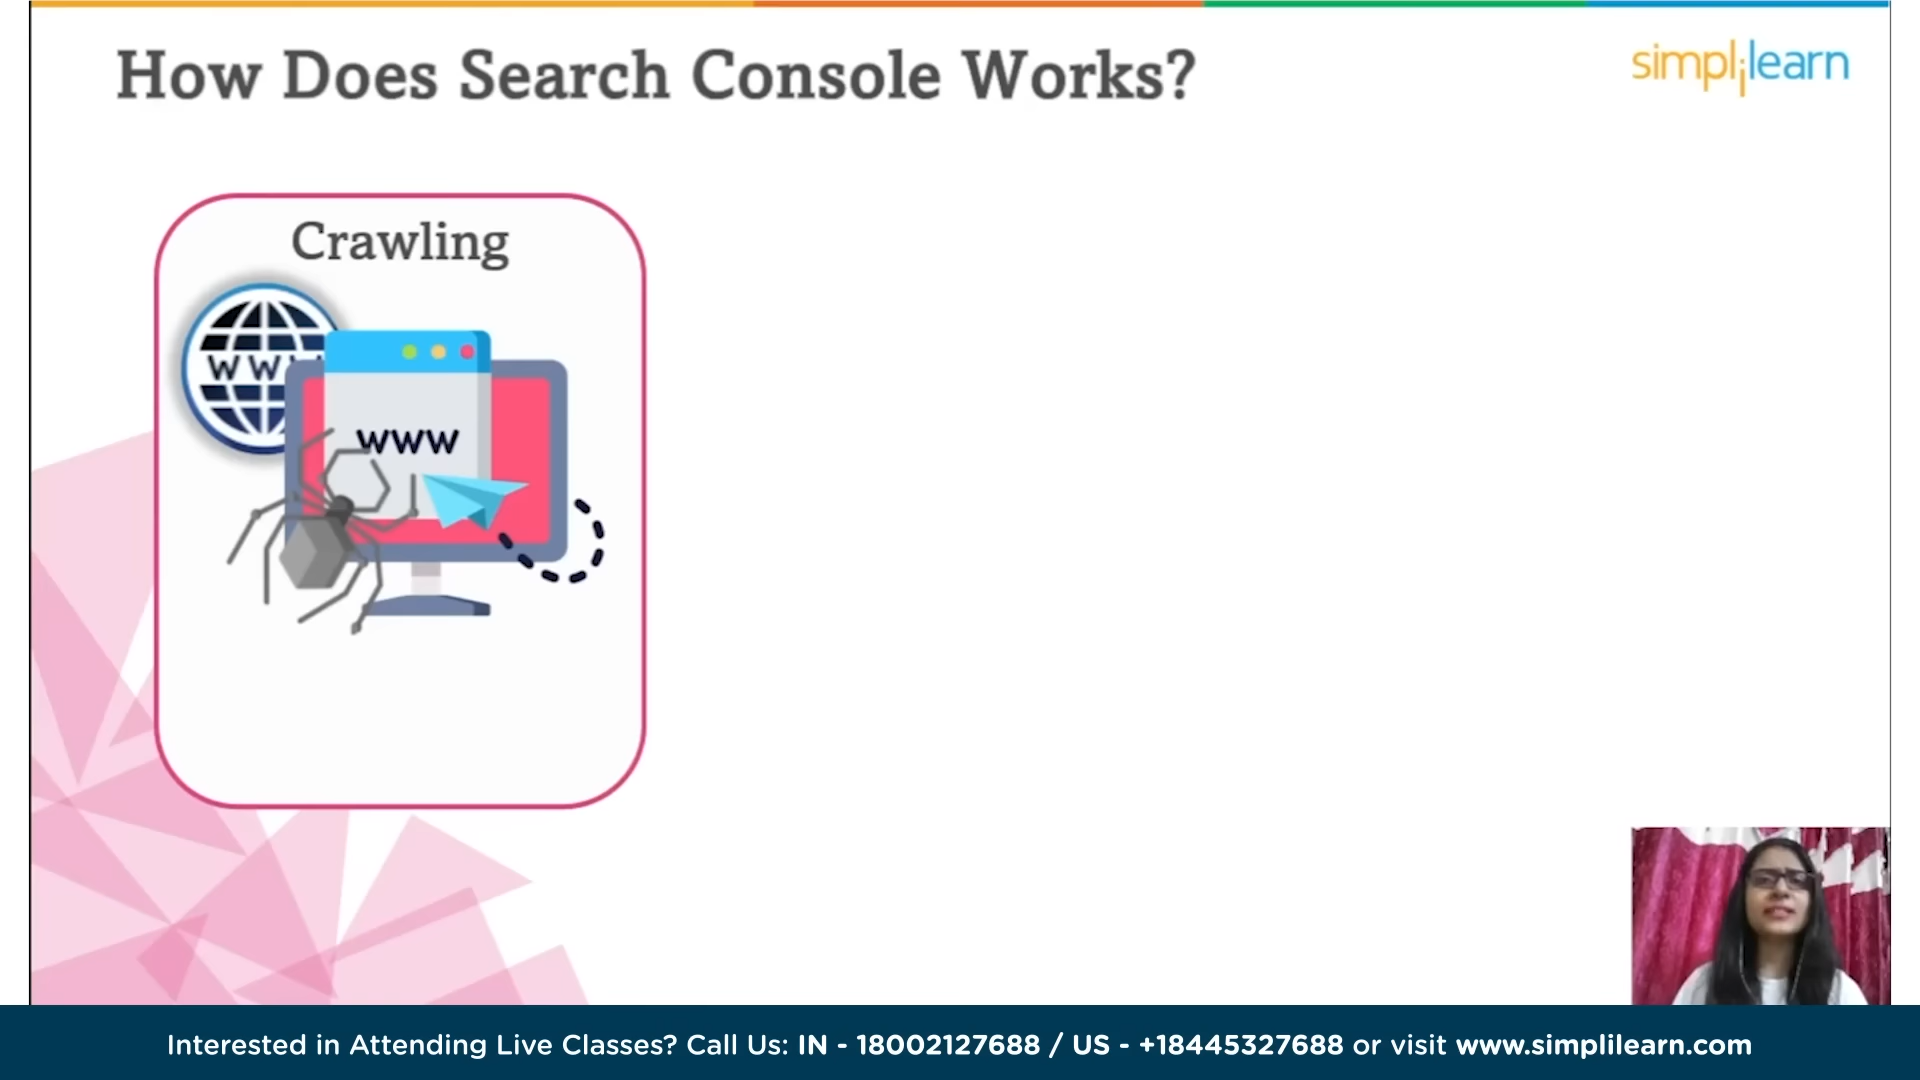 How Does Search Console Works?
simplilearn
Crawling
WWW
WWW
Interested in Attending Live Classes? Call Us: IN - 18002127688 / US - +18445327688 or visit www.simplilearn.com